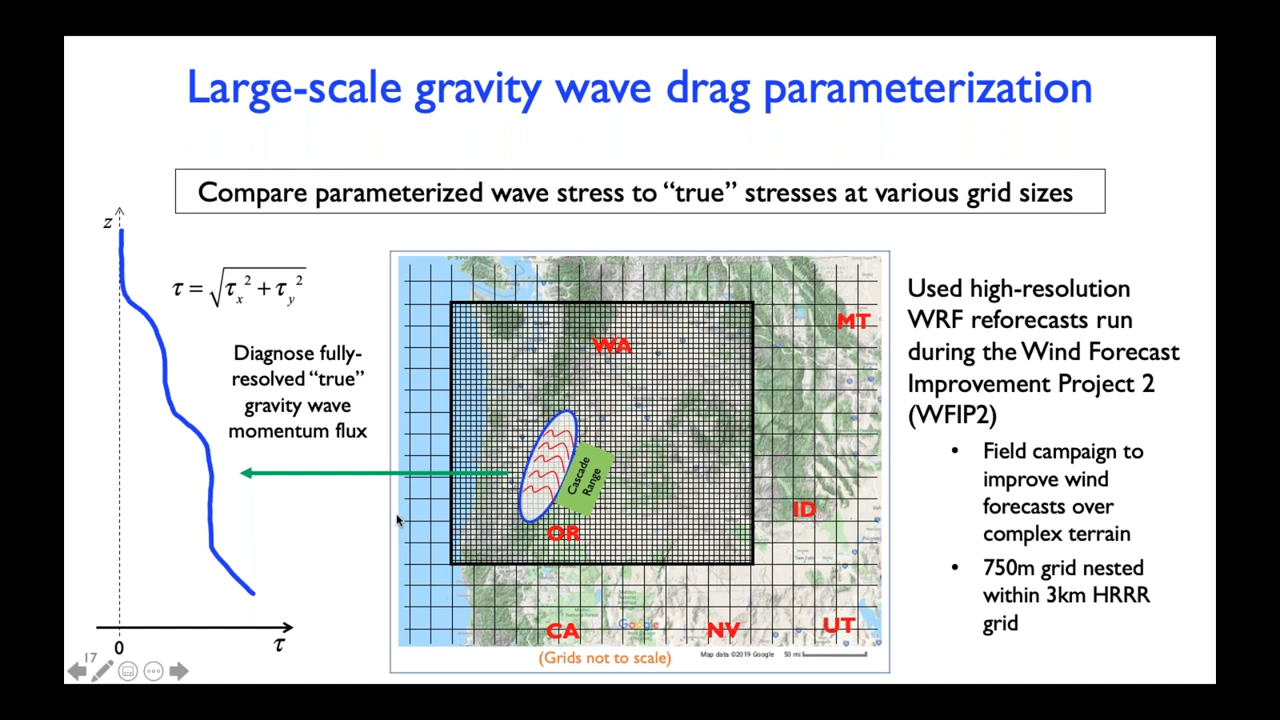 Large-scale gravity wave drag parameterization
Compare parameterized wave stress to “true” stresses at various grid sizes
z
τ = √τx² + τy²
Diagnose fully-
resolved “true”
gravity wave
momentum flux
0
τ
17
WA
MT
Cascade
Range
OR
ID
CA
NV
UT
Google
(Grids not to scale)
Map data ©2019 Google
50 mi
Used high-resolution
WRF reforecasts run
during the Wind Forecast
Improvement Project 2
(WFIP2)
• Field campaign to
improve wind
forecasts over
complex terrain
• 750m grid nested
within 3km HRRR
grid